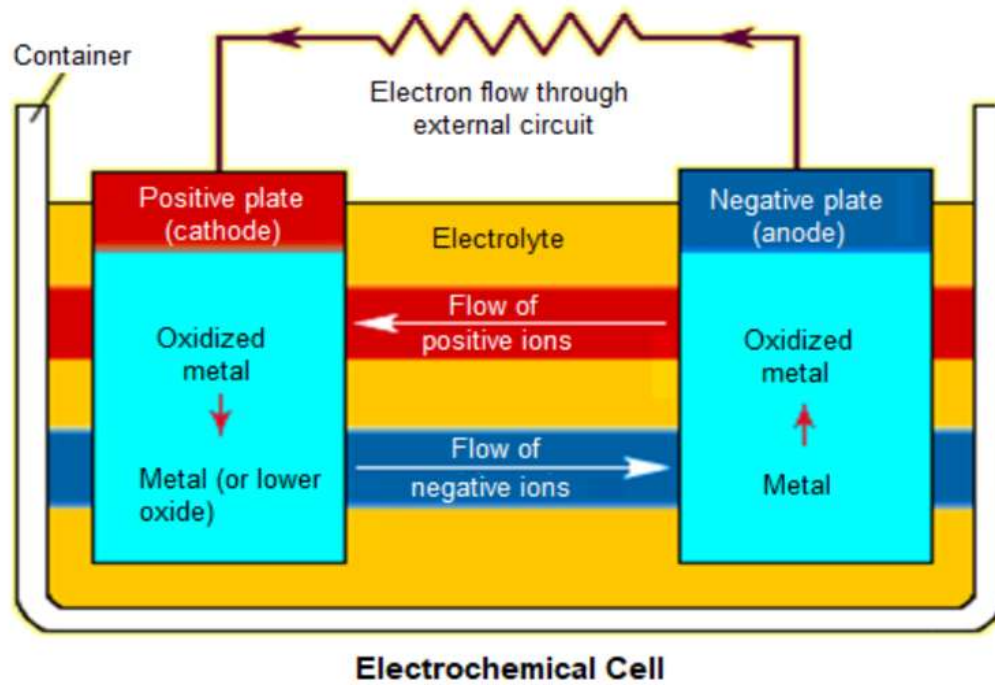 Container
Electron flow through
external circuit
Positive plate
(cathode)
Electrolyte
Negative plate
(anode)
Flow of
positive ions
Oxidized
metal
Oxidized
metal
Flow of
negative ions
Metal (or lower
oxide)
Metal
Electrochemical Cell